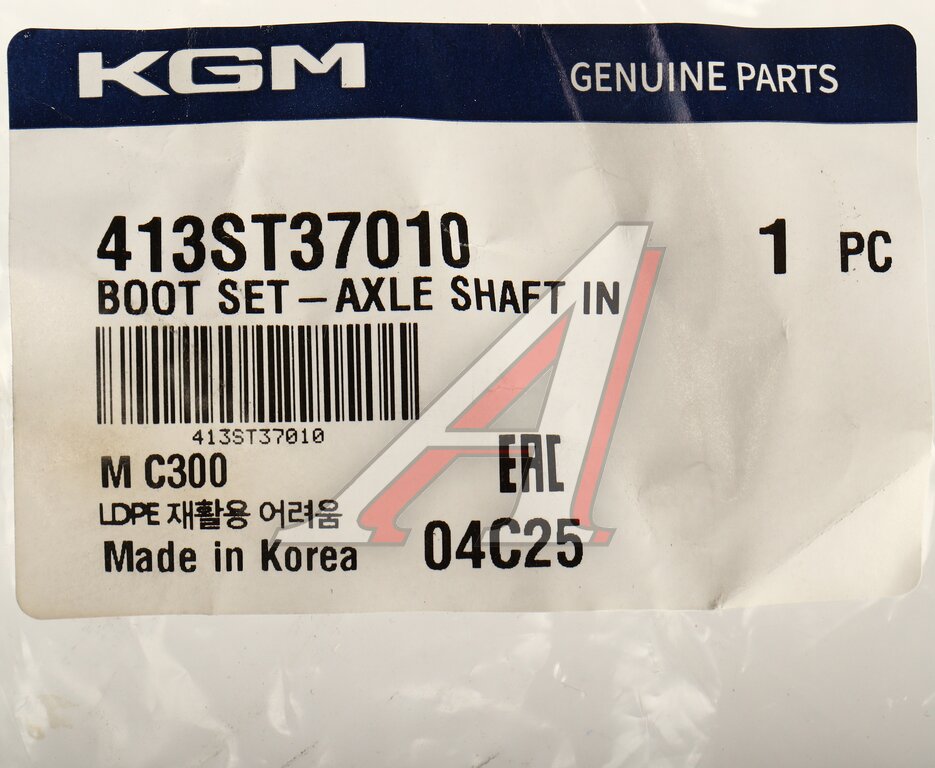 KGM GENUINE PARTS
413ST37010 1 PC
BOOT SET – AXLE SHAFT IN
413ST37010
M C300
EAC
LDPE 재활용 어려움
Made in Korea 04C25